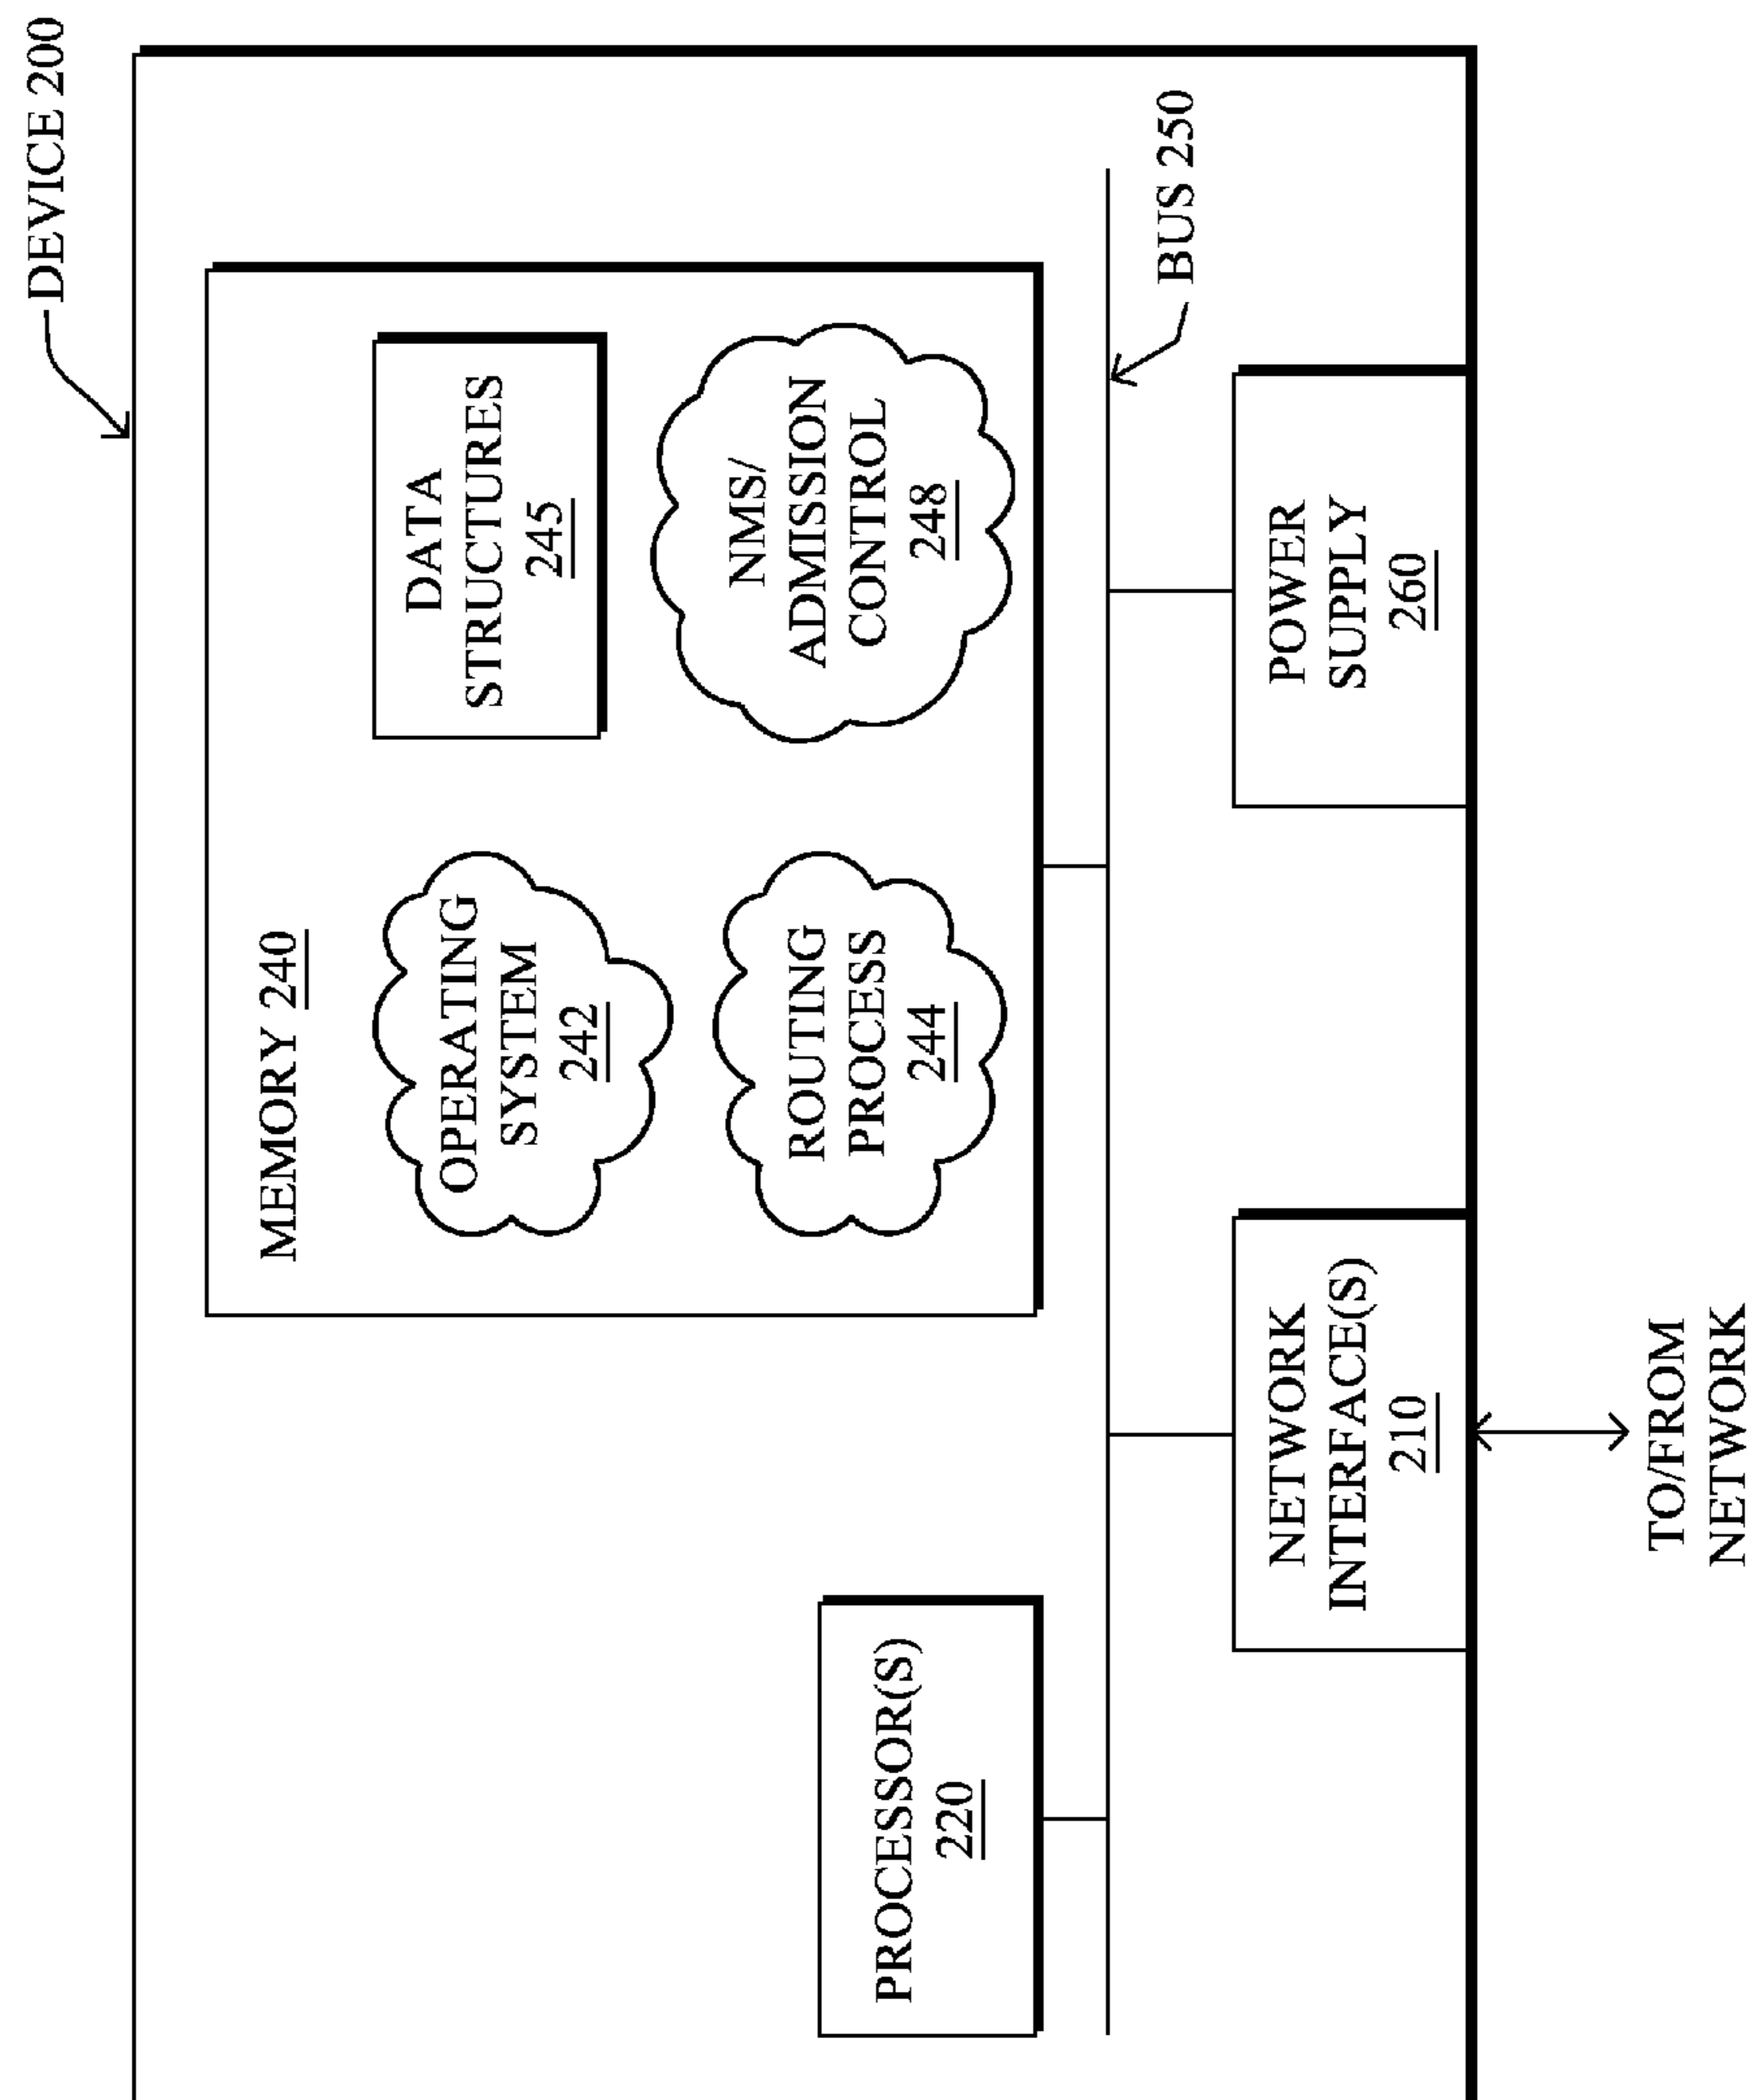 DEVICE 200
MEMORY 240
OPERATING
SYSTEM
242
DATA
STRUCTURES
245
ROUTING
PROCESS
244
NMS/
ADMISSION
CONTROL
248
PROCESSOR(S)
220
BUS 250
NETWORK
INTERFACE(S)
210
POWER
SUPPLY
260
TO/FROM
NETWORK